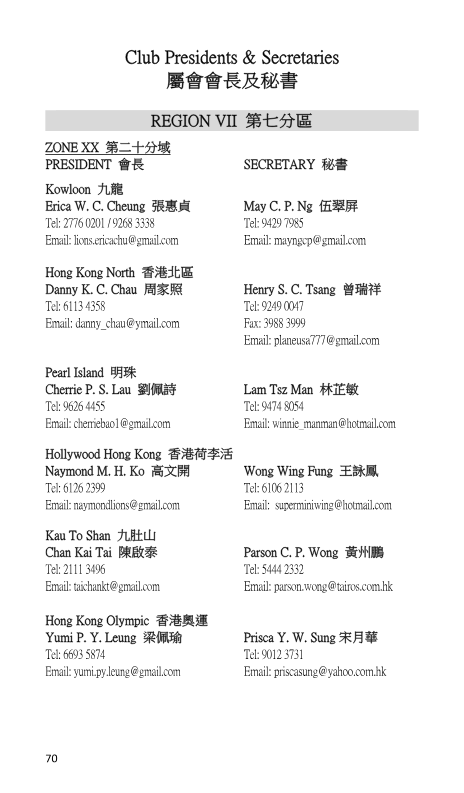 Club Presidents & Secretaries
屬會會長及秘書
REGION VII 第七分區
ZONE XX 第二十分域
PRESIDENT 會長 SECRETARY 秘書
Kowloon 九龍
Erica W. C. Cheung 張惠貞 May C. P. Ng 伍翠屏
Tel: 2776 0201 / 9268 3338 Tel: 9429 7985
Email: lions.ericachu@gmail.com Email: mayngcp@gmail.com
Hong Kong North 香港北區
Danny K. C. Chau 周家照 Henry S. C. Tsang 曾瑞祥
Tel: 6113 4358 Tel: 9249 0047
Email: danny_chau@ymail.com Fax: 3988 3999
Email: planeusa777@gmail.com
Pearl Island 明珠
Cherrie P. S. Lau 劉佩詩 Lam Tsz Man 林芷敏
Tel: 9626 4455 Tel: 9474 8054
Email: cherriebao1@gmail.com Email: winnie_manman@hotmail.com
Hollywood Hong Kong 香港荷李活
Naymond M. H. Ko 高文開 Wong Wing Fung 王詠鳳
Tel: 6126 2399 Tel: 6106 2113
Email: naymondlions@gmail.com Email: superminiwing@hotmail.com
Kau To Shan 九肚山
Chan Kai Tai 陳啟泰 Parson C. P. Wong 黃州鵬
Tel: 2111 3496 Tel: 5444 2332
Email: taichankt@gmail.com Email: parson.wong@tairos.com.hk
Hong Kong Olympic 香港奧運
Yumi P. Y. Leung 梁佩瑜 Prisca Y. W. Sung 宋月華
Tel: 6693 5874 Tel: 9012 3731
Email: yumi.py.leung@gmail.com Email: priscasung@yahoo.com.hk
70